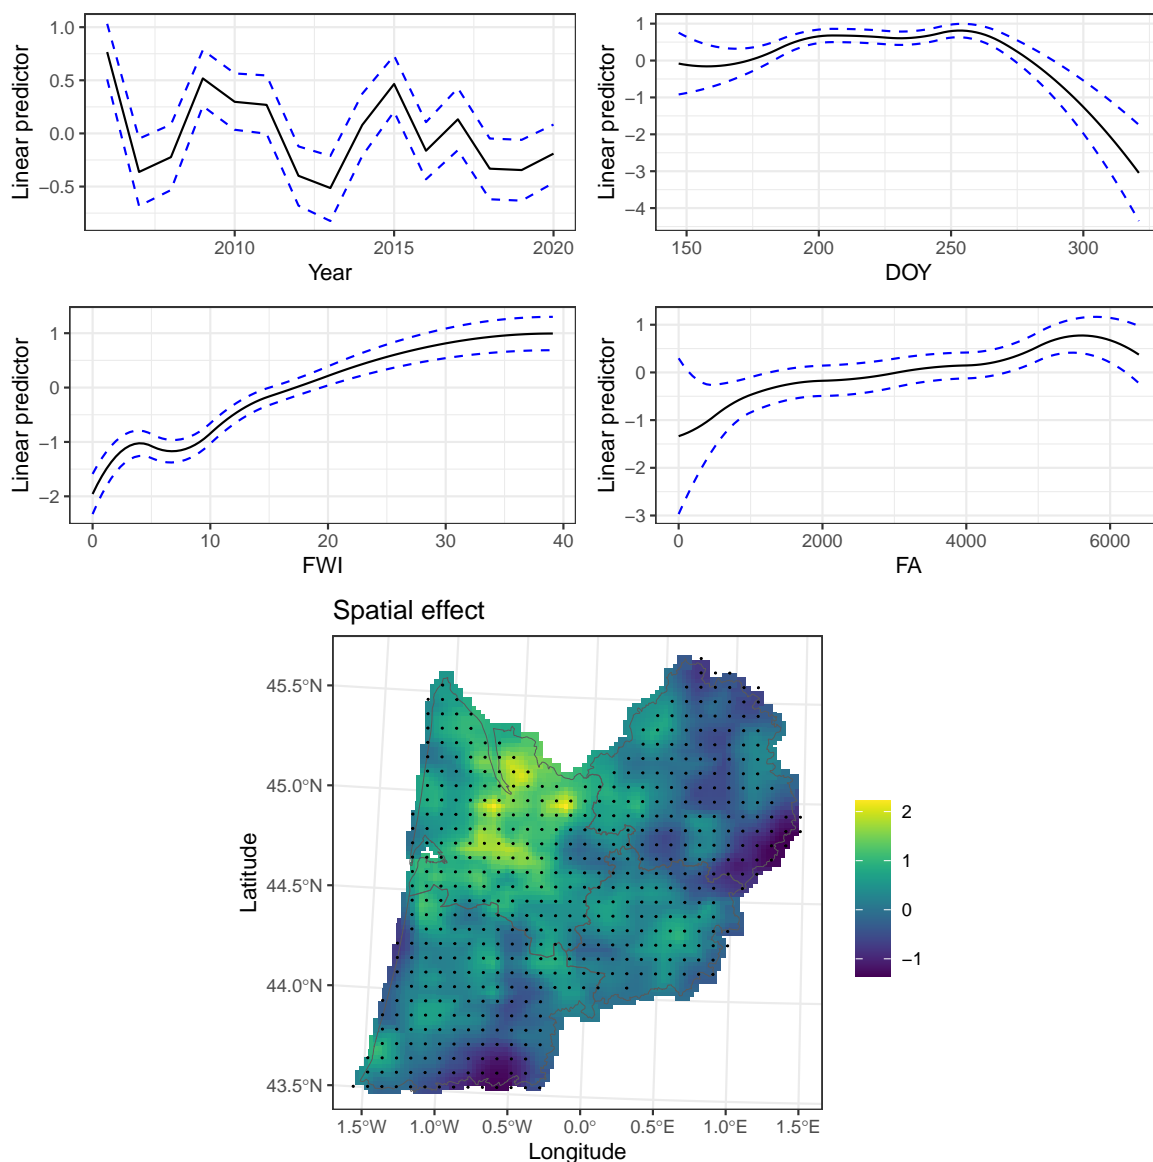 1.0
0.5
0.0
−0.5
Linear predictor
2010
2015
2020
Year
1
0
−1
−2
−3
−4
Linear predictor
150
200
250
300
DOY
1
0
−1
−2
Linear predictor
0
10
20
30
40
FWI
1
0
−1
−2
−3
Linear predictor
0
2000
4000
6000
FA
Spatial effect
45.5°N
45.0°N
44.5°N
44.0°N
43.5°N
Latitude
1.5°W
1.0°W
0.5°W
0.0°
0.5°E
1.0°E
1.5°E
Longitude
2
1
0
−1